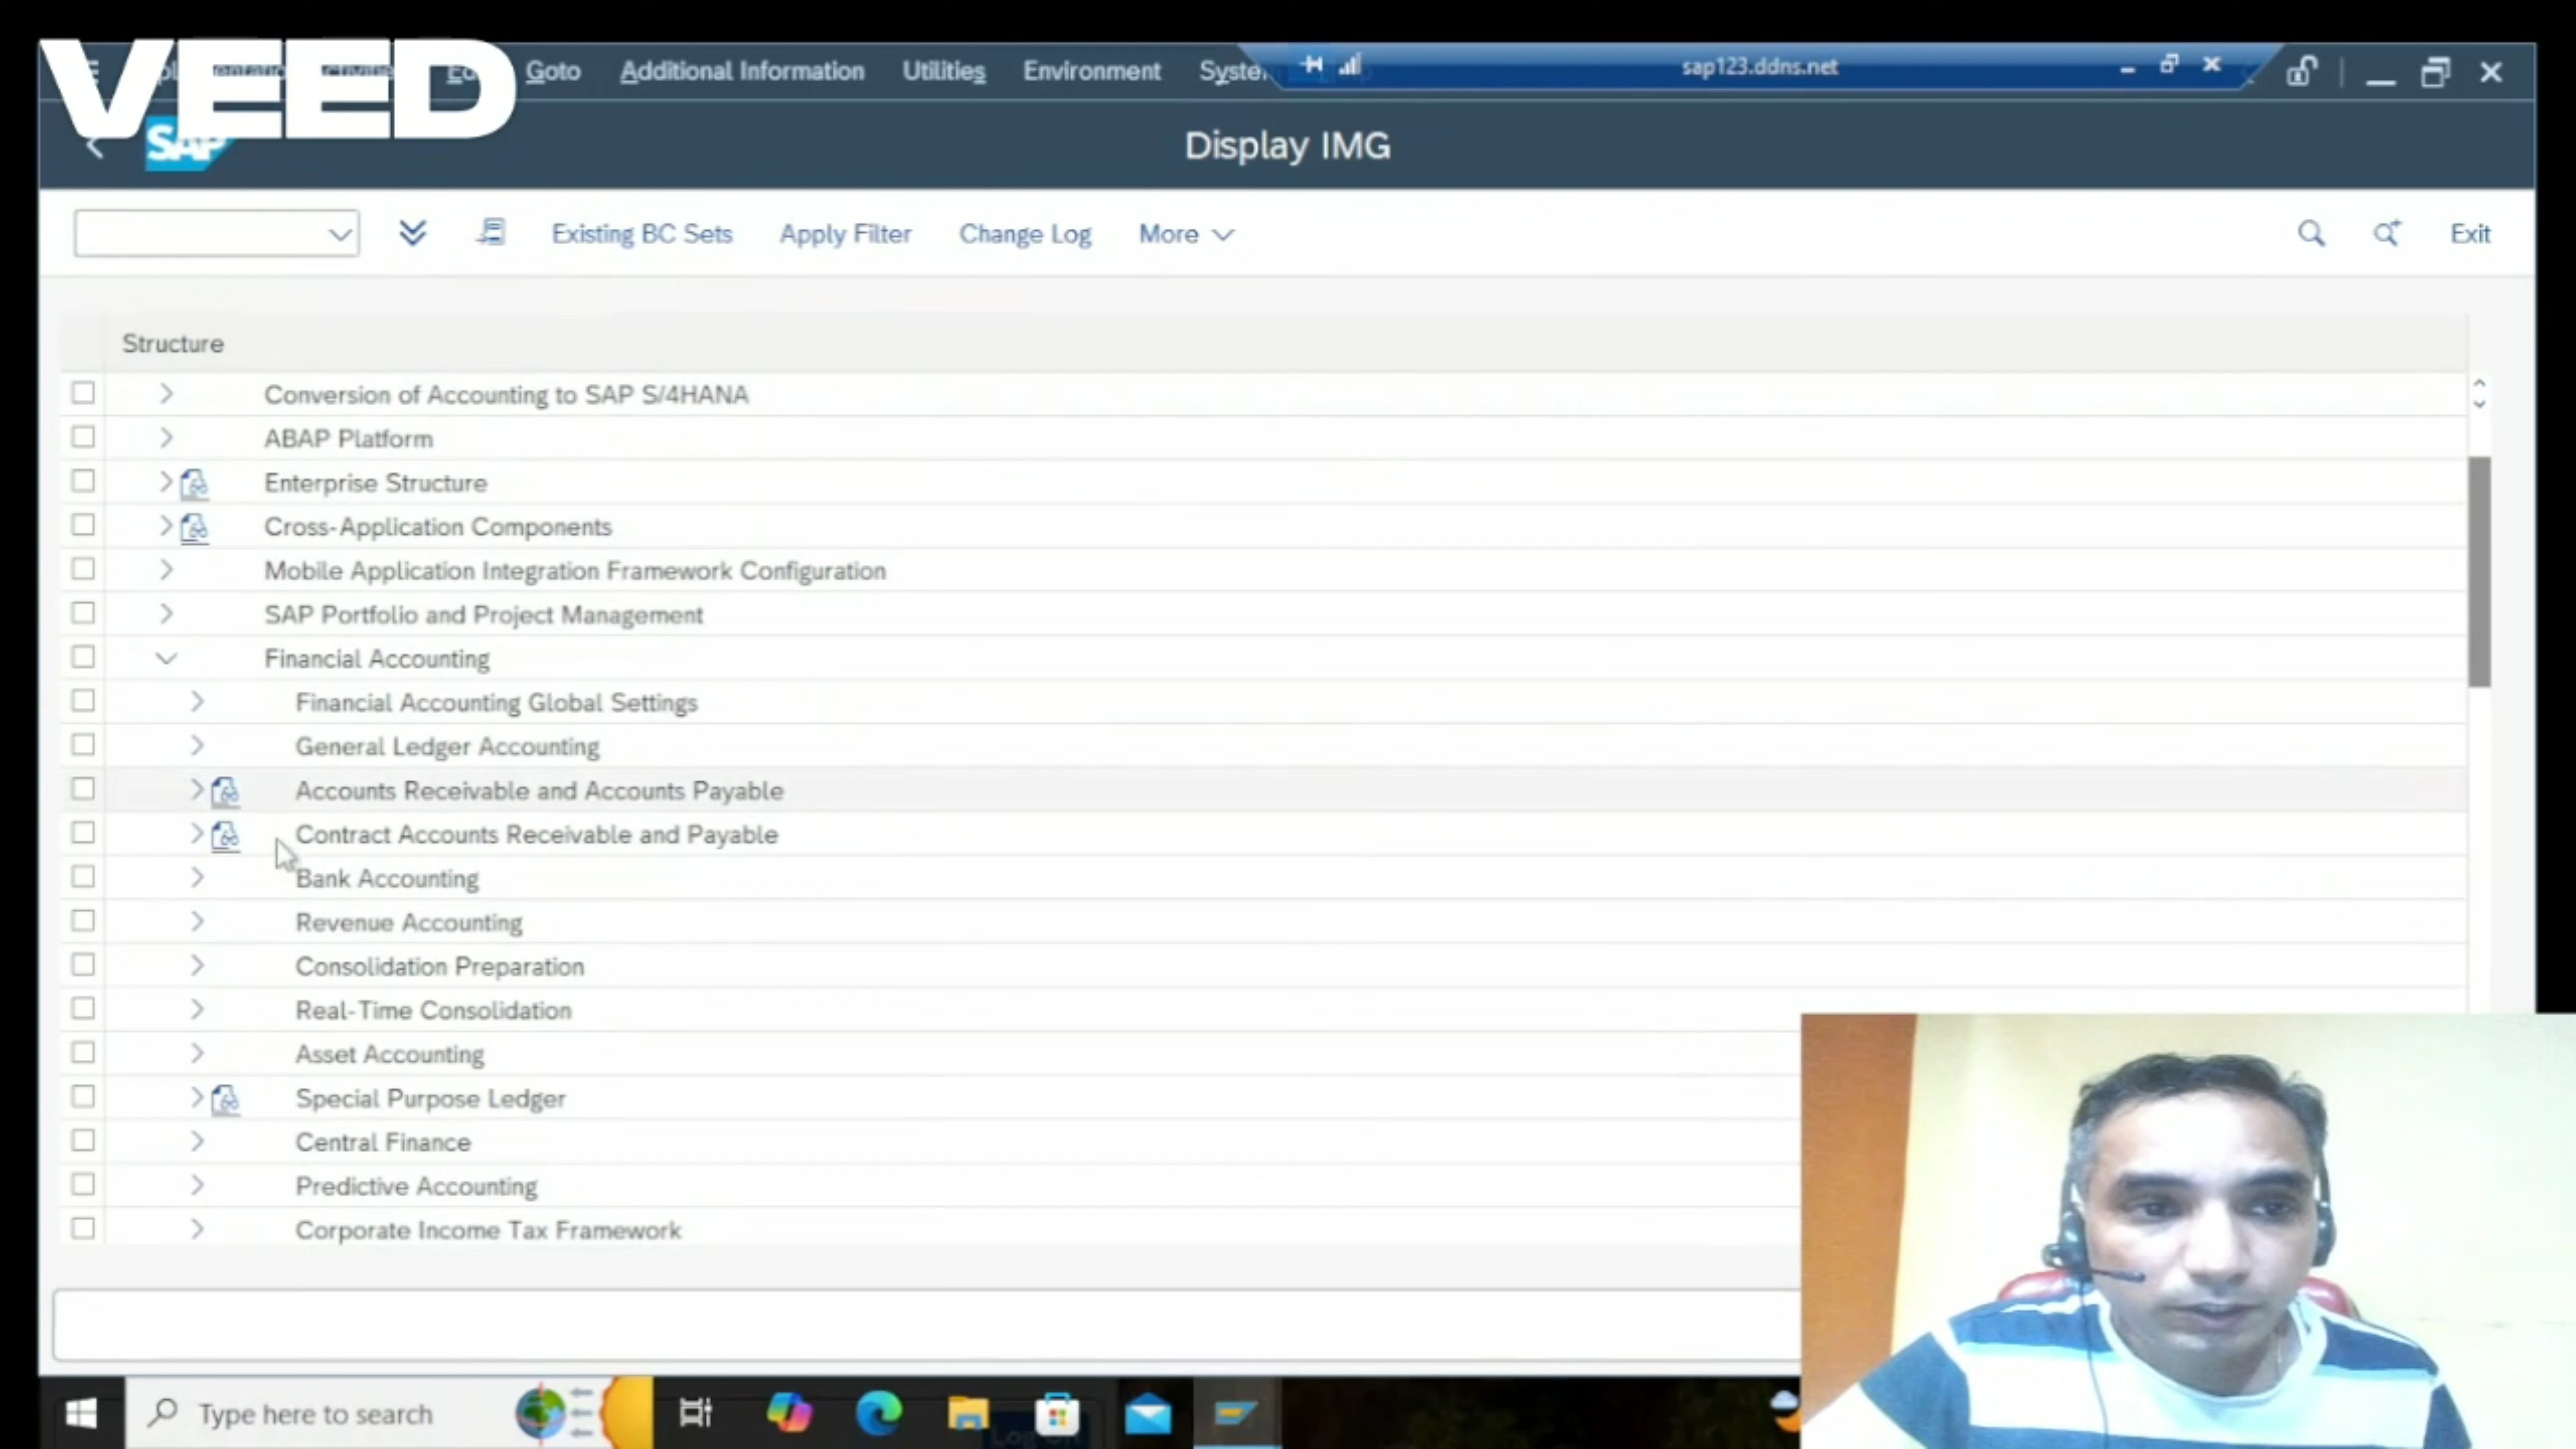 VEED
Goto
Additional Information
Utilities
Environment
sap123.ddns.net
SAP
Display IMG
Existing BC Sets
Apply Filter
Change Log
More
Exit
Structure
Conversion of Accounting to SAP S/4HANA
ABAP Platform
Enterprise Structure
Cross-Application Components
Mobile Application Integration Framework Configuration
SAP Portfolio and Project Management
Financial Accounting
Financial Accounting Global Settings
General Ledger Accounting
Accounts Receivable and Accounts Payable
Contract Accounts Receivable and Payable
Bank Accounting
Revenue Accounting
Consolidation Preparation
Real-Time Consolidation
Asset Accounting
Special Purpose Ledger
Central Finance
Predictive Accounting
Corporate Income Tax Framework
Type here to search